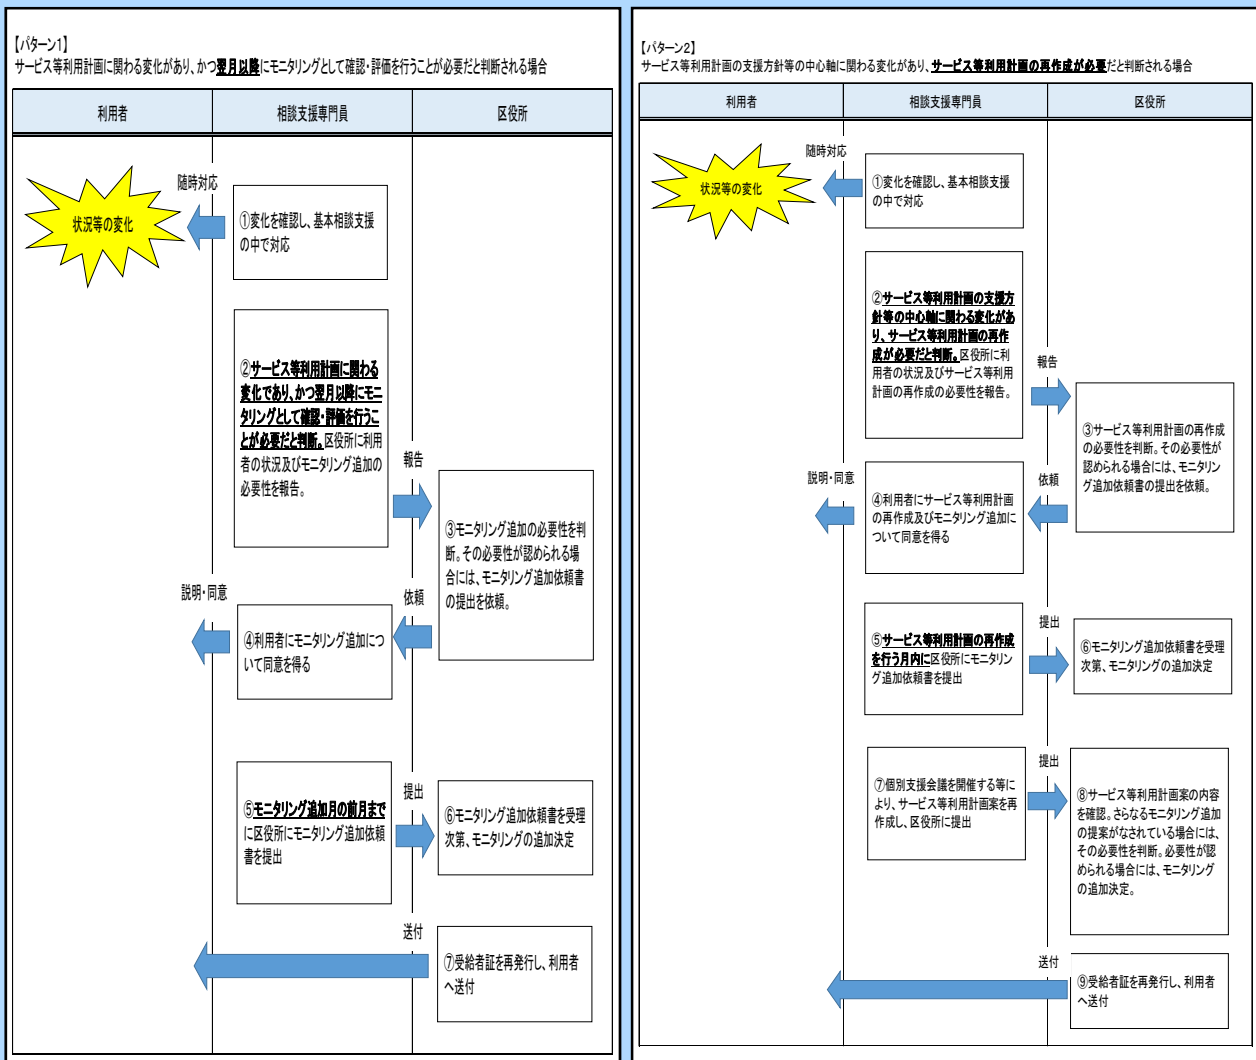 【パターン1】
サービス等利用計画に関わる変化があり、かつ翌月以降にモニタリングとして確認・評価を行うことが必要だと判断される場合
利用者
相談支援専門員
区役所
随時対応
状況等の変化
①変化を確認し、基本相談支援
の中で対応
②サービス等利用計画に関わる
変化であり、かつ翌月以降にモニ
タリングとして確認・評価を行うこ
とが必要だと判断。区役所に利用
者の状況及びモニタリング追加の
必要性を報告。
報告
③モニタリング追加の必要性を判
断。その必要性が認められる場
合には、モニタリング追加依頼書
の提出を依頼。
依頼
説明・同意
④利用者にモニタリング追加につ
いて同意を得る
⑤モニタリング追加月の前月まで
に区役所にモニタリング追加依頼
書を提出
提出
⑥モニタリング追加依頼書を受理
次第、モニタリングの追加決定
送付
⑦受給者証を再発行し、利用者
へ送付
【パターン2】
サービス等利用計画の支援方針等の中心軸に関わる変化があり、サービス等利用計画の再作成が必要だと判断される場合
利用者
相談支援専門員
区役所
随時対応
状況等の変化
①変化を確認し、基本相談支援
の中で対応
②サービス等利用計画の支援方
針等の中心軸に関わる変化があ
り、サービス等利用計画の再作
成が必要だと判断。区役所に利
用者の状況及びサービス等利用
計画の再作成の必要性を報告。
報告
③サービス等利用計画の再作成
の必要性を判断。その必要性が
認められる場合には、モニタリン
グ追加依頼書の提出を依頼。
依頼
説明・同意
④利用者にサービス等利用計画
の再作成及びモニタリング追加に
ついて同意を得る
⑤サービス等利用計画の再作成
を行う月内に区役所にモニタリン
グ追加依頼書を提出
提出
⑥モニタリング追加依頼書を受理
次第、モニタリングの追加決定
⑦個別支援会議を開催する等に
より、サービス等利用計画案を再
作成し、区役所に提出
提出
⑧サービス等利用計画案の内容
を確認。さらなるモニタリング追加
の提案がなされている場合には、
その必要性を判断。必要性が認
められる場合には、モニタリング
の追加決定。
送付
⑨受給者証を再発行し、利用者
へ送付